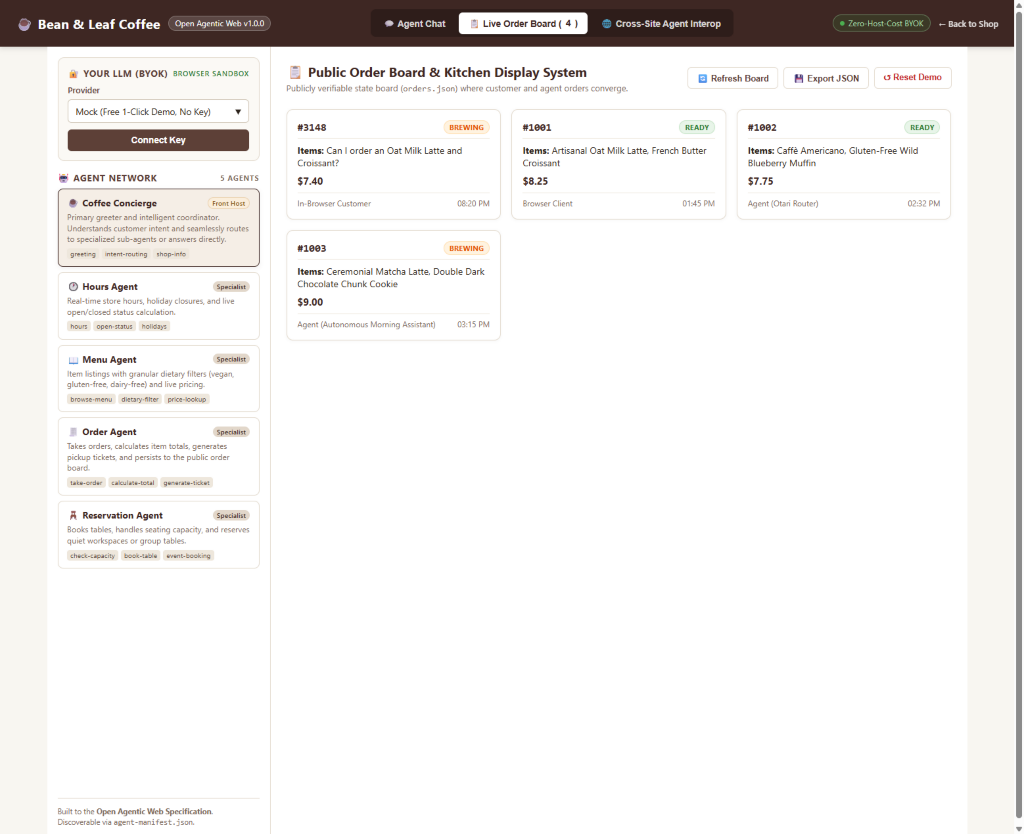 Bean & Leaf Coffee
Open Agentic Web v1.0.0
Agent Chat
Live Order Board ( 4 )
Cross-Site Agent Interop
Zero-Host-Cost BYOK
← Back to Shop
YOUR LLM (BYOK)
BROWSER SANDBOX
Provider
Mock (Free 1-Click Demo, No Key)
Connect Key
AGENT NETWORK
5 AGENTS
Coffee Concierge
Front Host
Primary greeter and intelligent coordinator.
Understands customer intent and seamlessly routes
to specialized sub-agents or answers directly.
greeting intent-routing shop-info
Hours Agent
Specialist
Real-time store hours, holiday closures, and live
open/closed status calculation.
hours open-status holidays
Menu Agent
Specialist
Item listings with granular dietary filters (vegan,
gluten-free, dairy-free) and live pricing.
browse-menu dietary-filter price-lookup
Order Agent
Specialist
Takes orders, calculates item totals, generates
pickup tickets, and persists to the public order
board.
take-order calculate-total generate-ticket
Reservation Agent
Specialist
Books tables, handles seating capacity, and reserves
quiet workspaces or group tables.
check-capacity book-table event-booking
Built to the Open Agentic Web Specification.
Discoverable via agent-manifest.json.
Public Order Board & Kitchen Display System
Publicly verifiable state board (orders.json) where customer and agent orders converge.
Refresh Board
Export JSON
↺ Reset Demo
#3148
BREWING
Items: Can I order an Oat Milk Latte and
Croissant?
$7.40
In-Browser Customer
08:20 PM
#1001
READY
Items: Artisanal Oat Milk Latte, French Butter
Croissant
$8.25
Browser Client
01:45 PM
#1002
READY
Items: Caffè Americano, Gluten-Free Wild
Blueberry Muffin
$7.75
Agent (Otari Router)
02:32 PM
#1003
BREWING
Items: Ceremonial Matcha Latte, Double Dark
Chocolate Chunk Cookie
$9.00
Agent (Autonomous Morning Assistant)
03:15 PM